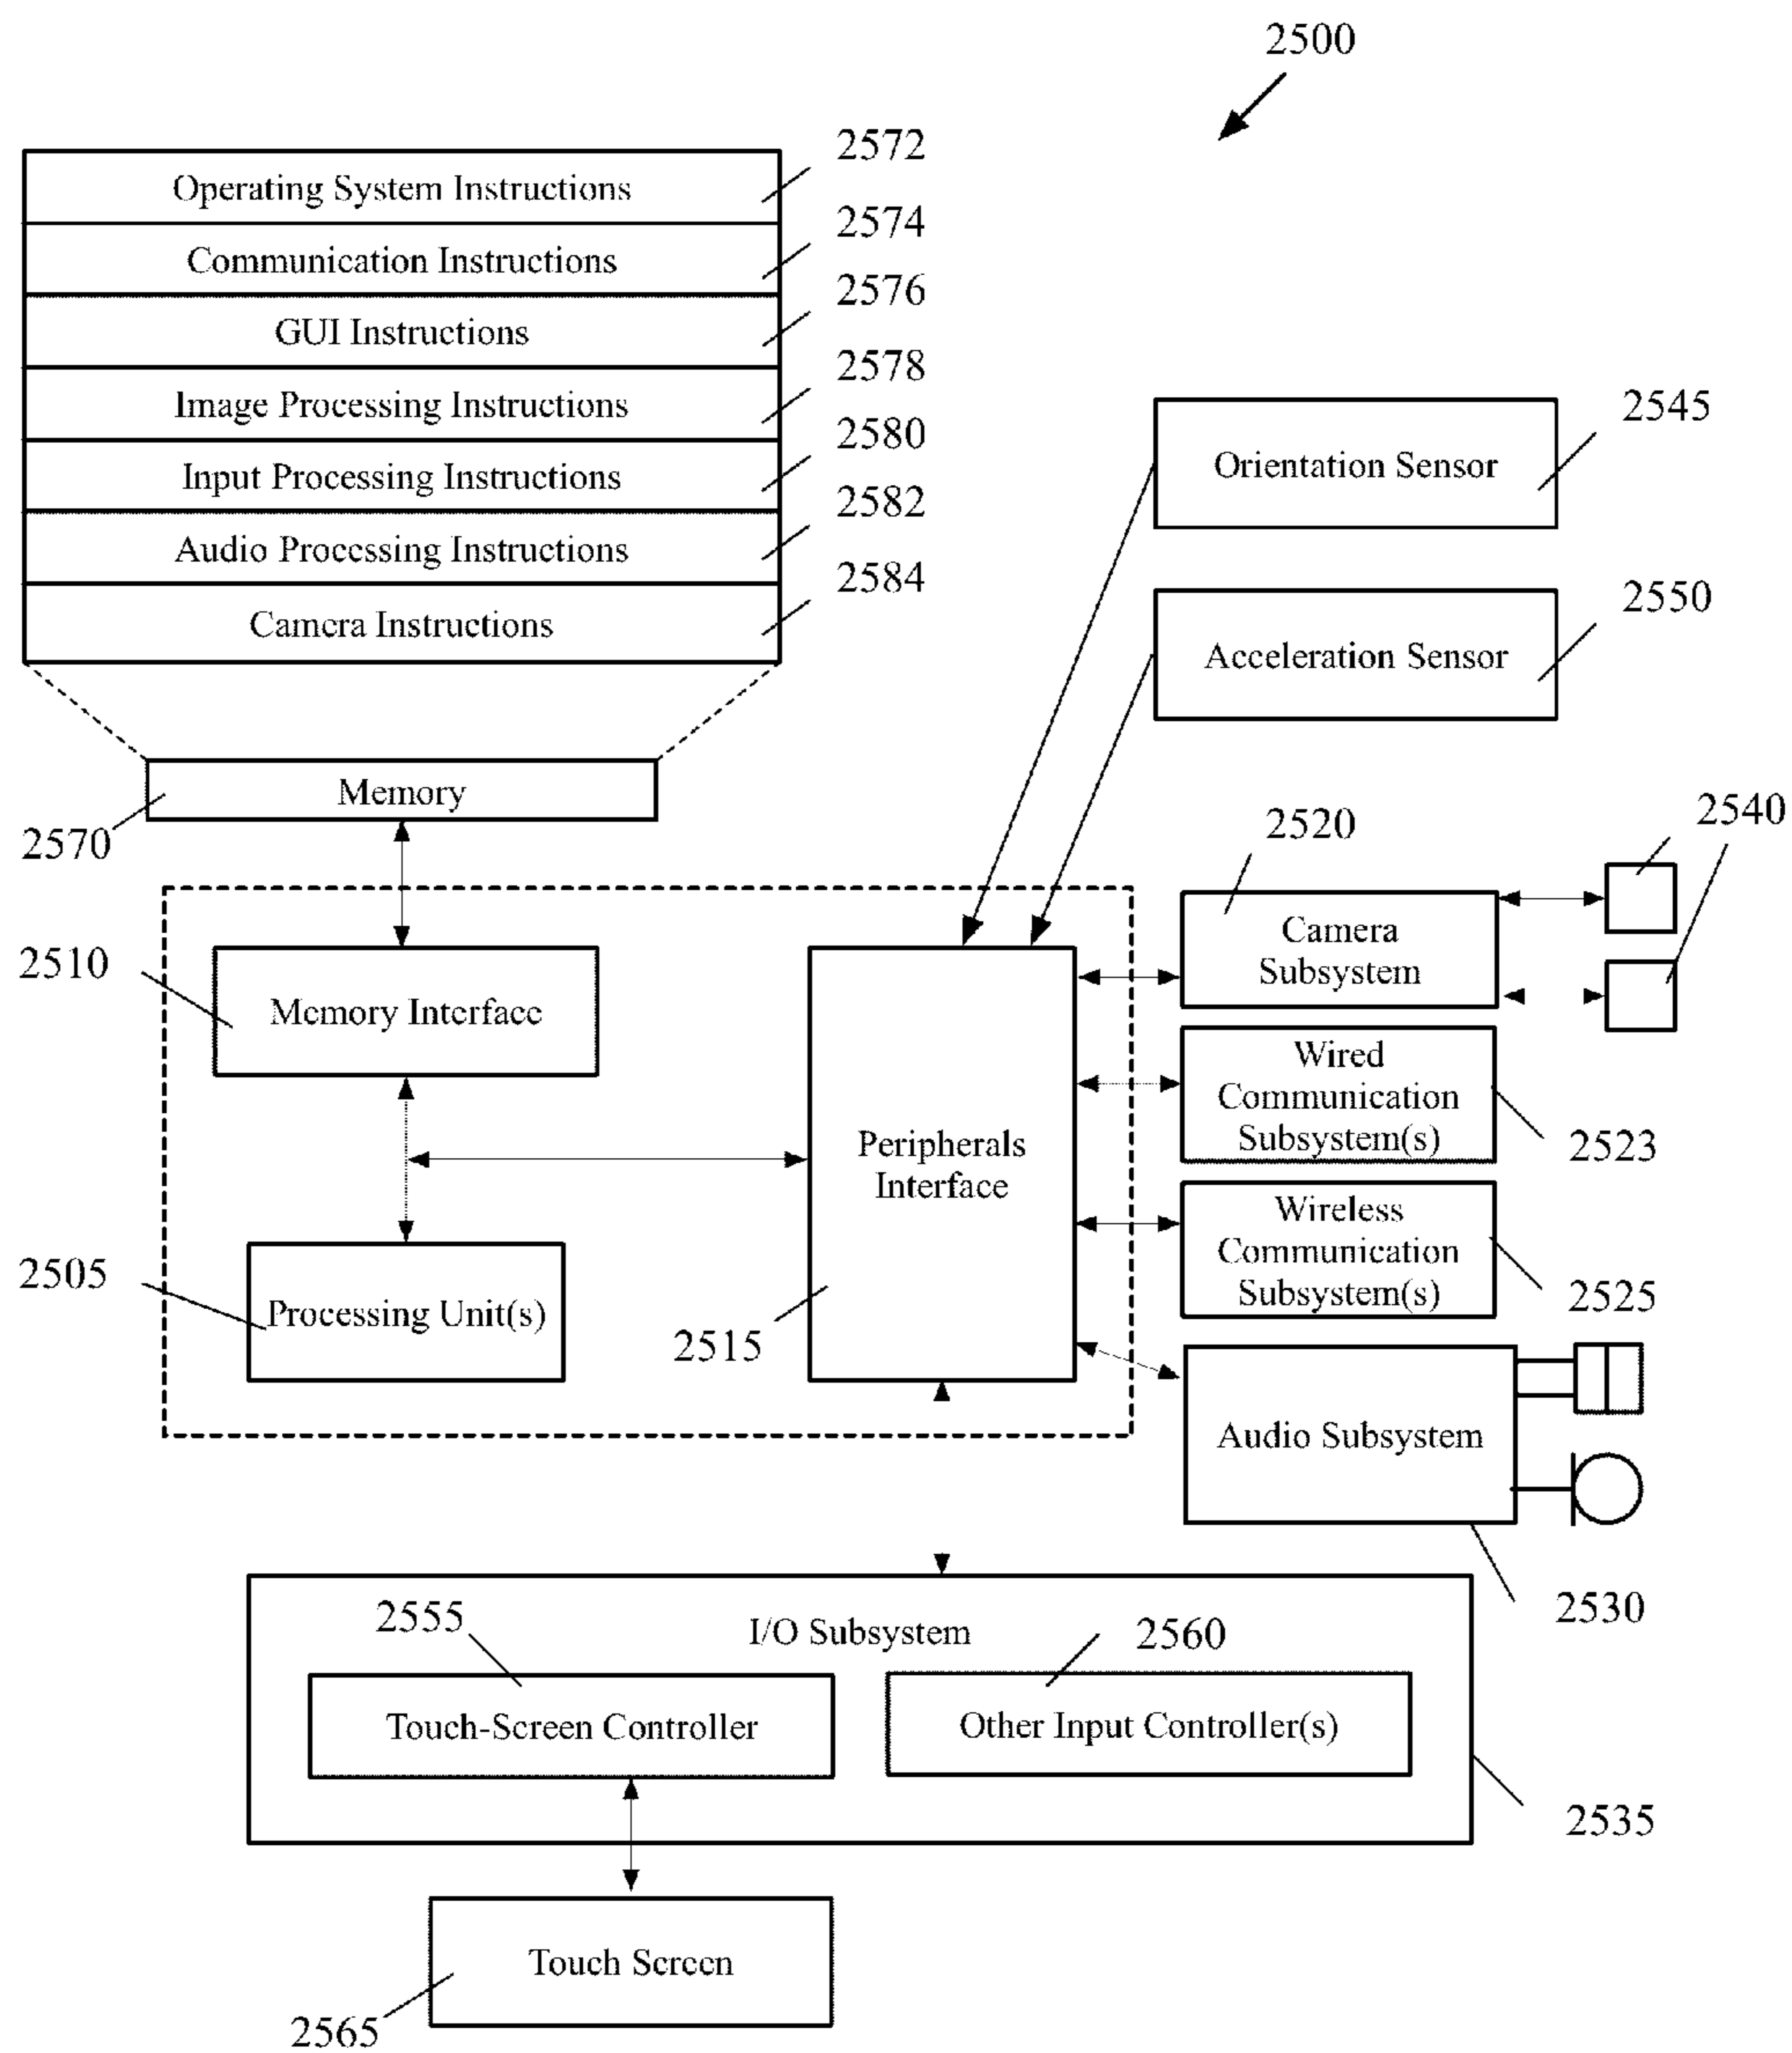 2500
2572
Operating System Instructions
2574
Communication Instructions
2576
GUI Instructions
2578
Image Processing Instructions
2580
Input Processing Instructions
2582
Audio Processing Instructions
2584
Camera Instructions
2545
Orientation Sensor
2550
Acceleration Sensor
Memory
2570
2520
2540
Camera
Subsystem
2510
Memory Interface
Wired
Communication
Subsystem(s)
2523
Peripherals
Interface
Wireless
Communication
Subsystem(s)
2525
2505
Processing Unit(s)
2515
Audio Subsystem
2530
2555
I/O Subsystem
2560
Touch-Screen Controller
Other Input Controller(s)
2535
Touch Screen
2565